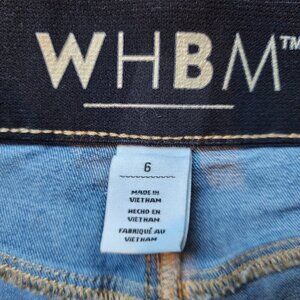 WHBM™
6
MADE IN
VIETNAM
HECHO EN
VIETNAM
FABRIQUÉ AU
VIETNAM